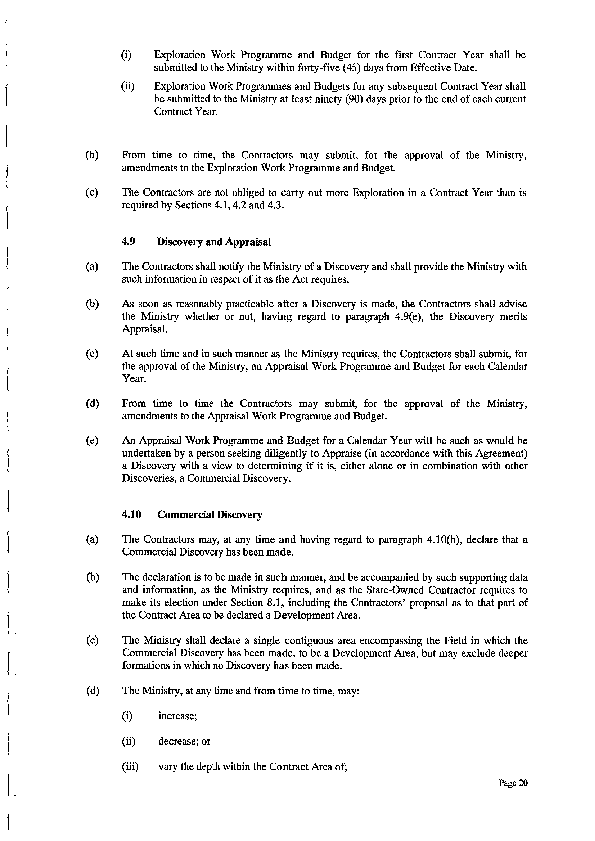 (i) Exploration Work Programme and Budget for the first Contract Year shall be
submitted to the Ministry within forty-five (45) days from Effective Date.
(ii) Exploration Work Programmes and Budgets for any subsequent Contract Year shall
be submitted to the Ministry at least ninety (90) days prior to the end of each current
Contract Year.
(b) From time to time, the Contractors may submit, for the approval of the Ministry,
amendments to the Exploration Work Programme and Budget.
(c) The Contractors are not obliged to carry out more Exploration in a Contract Year than is
required by Sections 4.1, 4.2 and 4.3.
4.9 Discovery and Appraisal
(a) The Contractors shall notify the Ministry of a Discovery and shall provide the Ministry with
such information in respect of it as the Act requires.
(b) As soon as reasonably practicable after a Discovery is made, the Contractors shall advise
the Ministry whether or not, having regard to paragraph 4.9(e), the Discovery merits
Appraisal.
(c) At such time and in such manner as the Ministry requires, the Contractors shall submit, for
the approval of the Ministry, an Appraisal Work Programme and Budget for each Calendar
Year.
(d) From time to time the Contractors may submit, for the approval of the Ministry,
amendments to the Appraisal Work Programme and Budget.
(e) An Appraisal Work Programme and Budget for a Calendar Year will be such as would be
undertaken by a person seeking diligently to Appraise (in accordance with this Agreement)
a Discovery with a view to determining if it is, either alone or in combination with other
Discoveries, a Commercial Discovery.
4.10 Commercial Discovery
(a) The Contractors may, at any time and having regard to paragraph 4.10(h), declare that a
Commercial Discovery has been made.
(b) The declaration is to be made in such manner, and be accompanied by such supporting data
and information, as the Ministry requires, and as the State-Owned Contractor requires to
make its election under Section 8.1, including the Contractors' proposal as to that part of
the Contract Area to be declared a Development Area.
(c) The Ministry shall declare a single contiguous area encompassing the Field in which the
Commercial Discovery has been made, to be a Development Area, but may exclude deeper
formations in which no Discovery has been made.
(d) The Ministry, at any time and from time to time, may:
(i) increase;
(ii) decrease; or
(iii) vary the depth within the Contract Area of;
Page 20